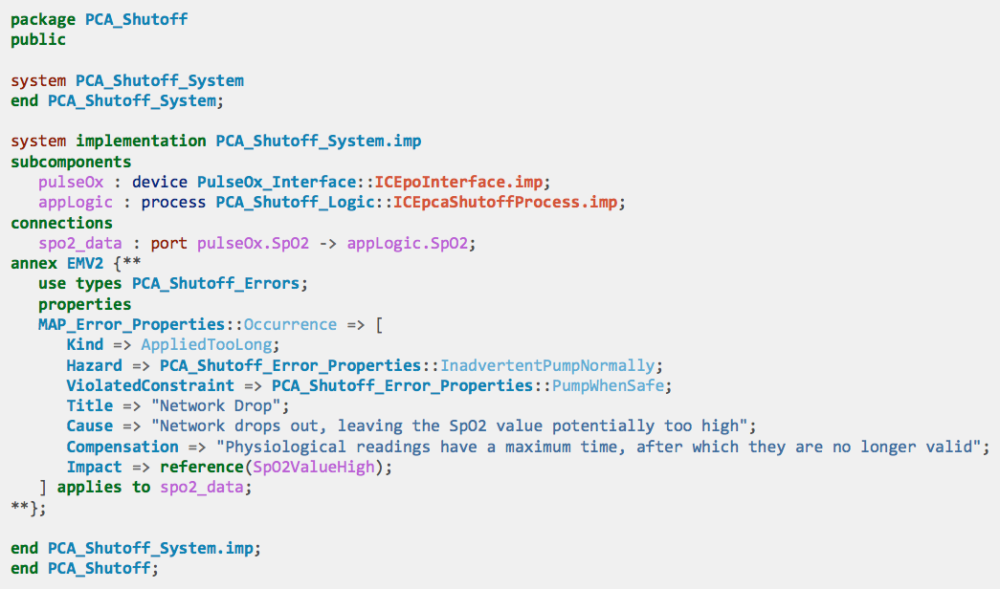 package PCA_Shutoff
public
system PCA_Shutoff_System
end PCA_Shutoff_System;
system implementation PCA_Shutoff_System.imp
subcomponents
pulseOx : device PulseOx_Interface::ICEpoInterface.imp;
appLogic : process PCA_Shutoff_Logic::ICEpcaShutoffProcess.imp;
connections
spo2_data : port pulseOx.SpO2 -> appLogic.SpO2;
annex EMV2 {**
use types PCA_Shutoff_Errors;
properties
MAP_Error_Properties::Occurrence => [
Kind => AppliedTooLong;
Hazard => PCA_Shutoff_Error_Properties::InadvertentPumpNormally;
ViolatedConstraint => PCA_Shutoff_Error_Properties::PumpWhenSafe;
Title => "Network Drop";
Cause => "Network drops out, leaving the SpO2 value potentially too high";
Compensation => "Physiological readings have a maximum time, after which they are no longer valid";
Impact => reference(SpO2ValueHigh);
] applies to spo2_data;
**};
end PCA_Shutoff_System.imp;
end PCA_Shutoff;